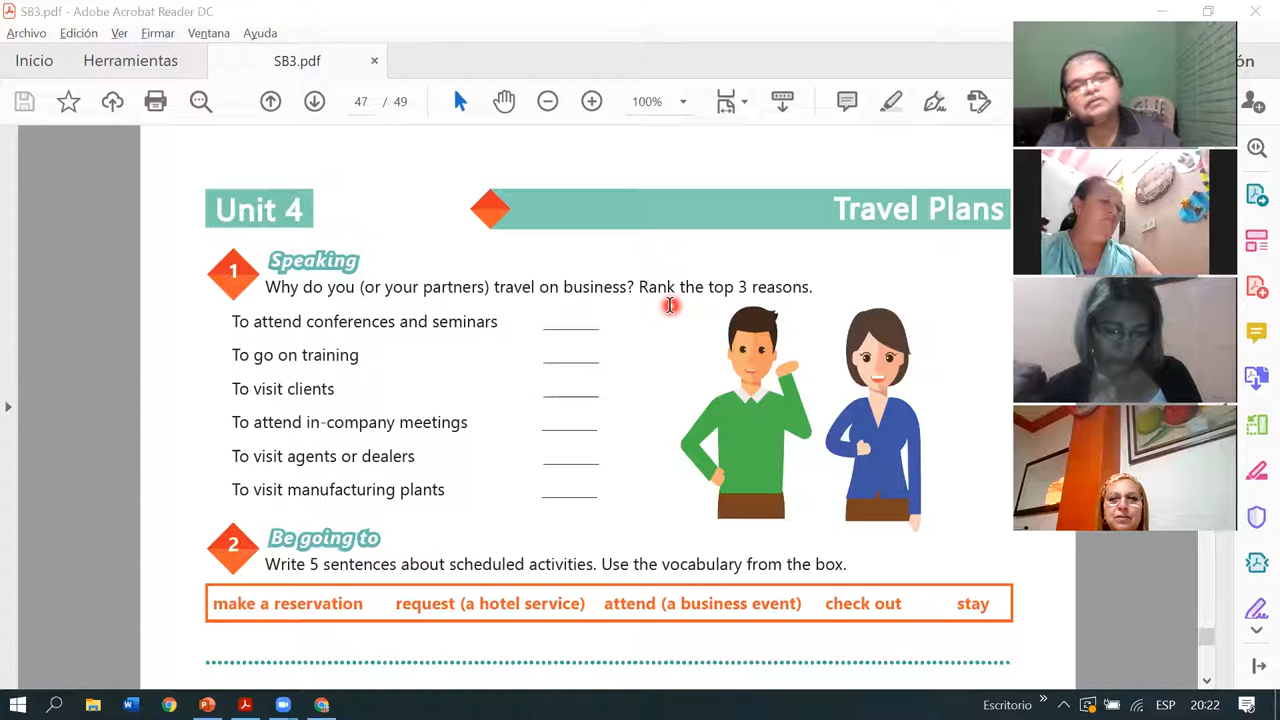 SB3.pdf - Adobe Acrobat Reader DC
Archivo Edición Ver Firmar Ventana Ayuda
Inicio Herramientas SB3.pdf × ón
47 / 49 100%
Unit 4 Travel Plans
1 Speaking
Why do you (or your partners) travel on business? Rank the top 3 reasons.
To attend conferences and seminars
To go on training
To visit clients
To attend in-company meetings
To visit agents or dealers
To visit manufacturing plants
2 Be going to
Write 5 sentences about scheduled activities. Use the vocabulary from the box.
make a reservation request (a hotel service) attend (a business event) check out stay
Escritorio ESP 20:22